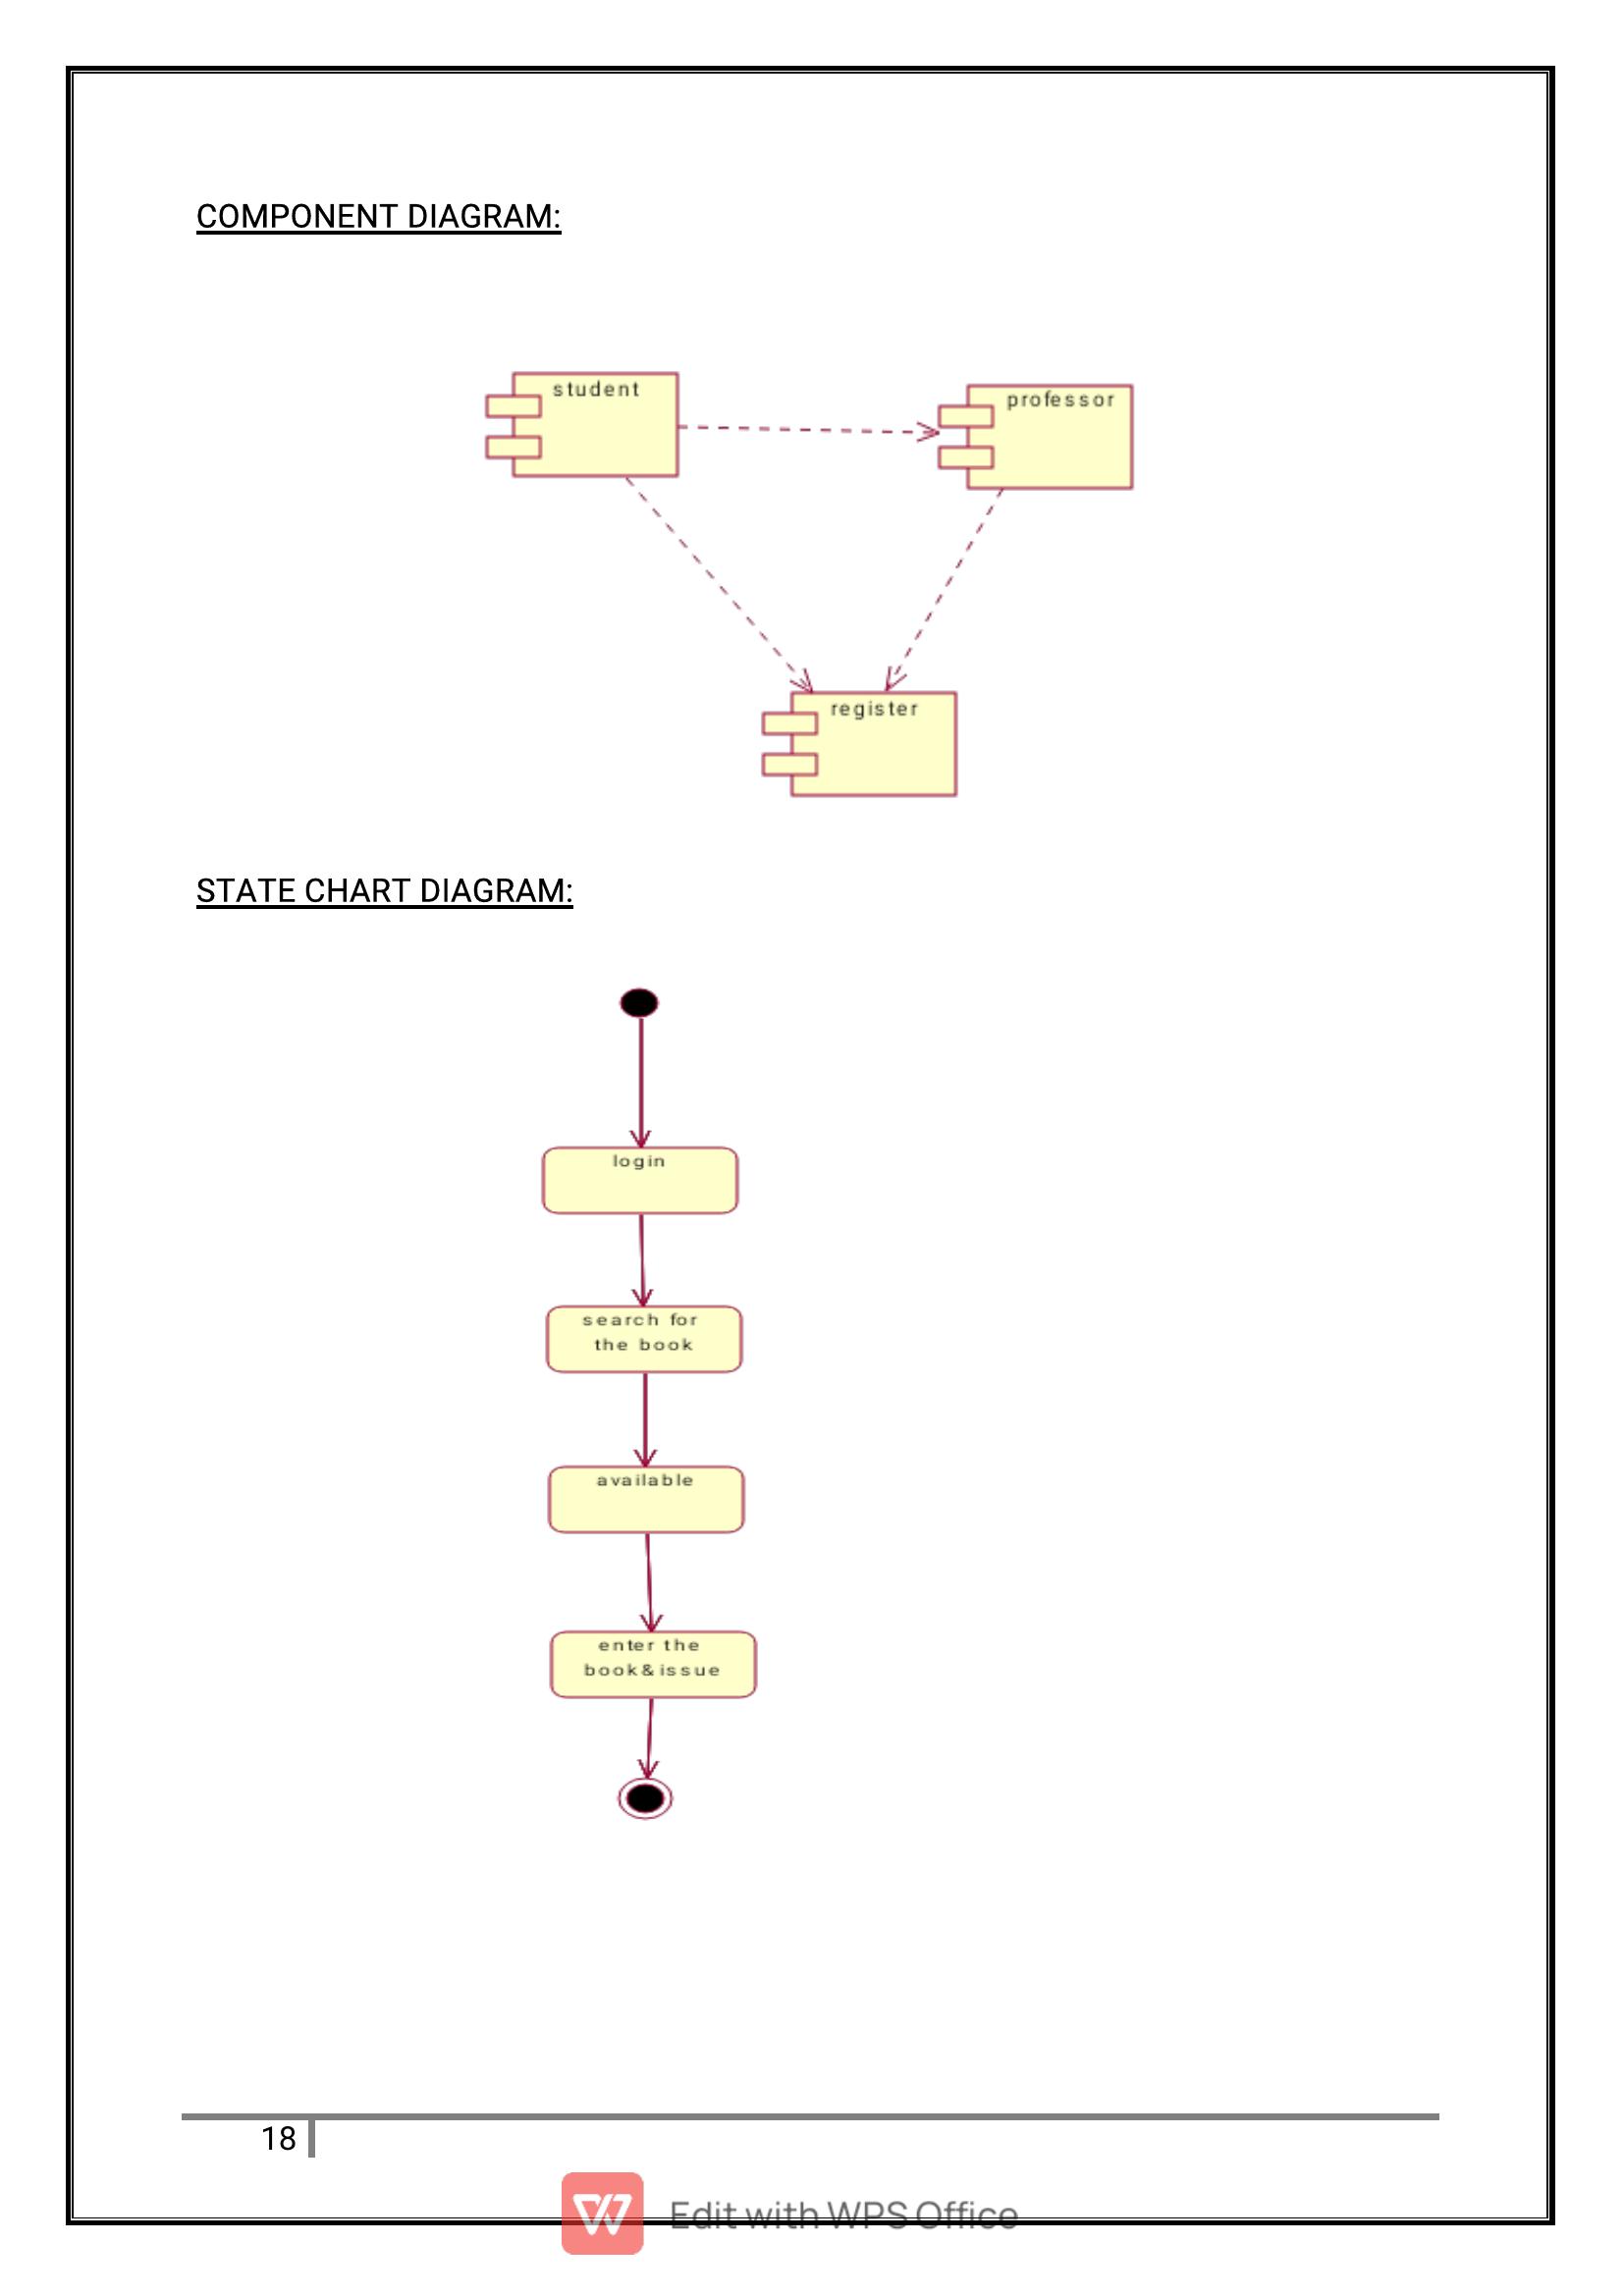 COMPONENT DIAGRAM:
student
professor
register
STATE CHART DIAGRAM:
login
search for
the book
available
enter the
book&issue
18
Edit with WPS Office